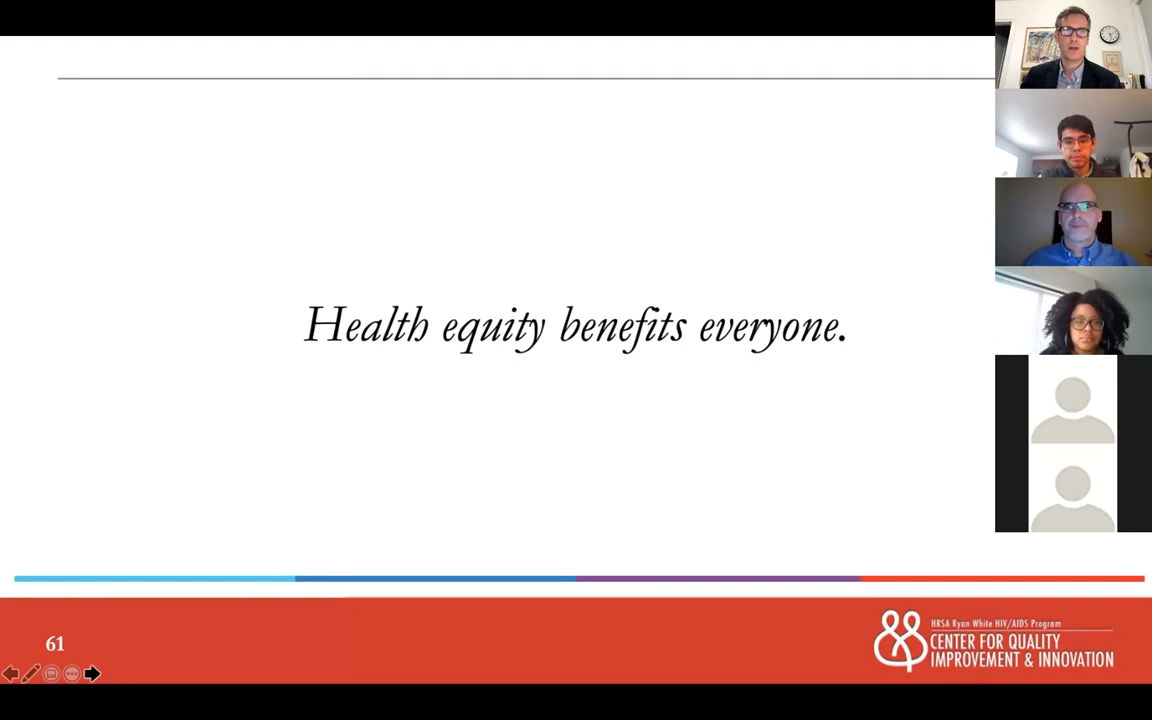 Health equity benefits everyone.
61
HRSA Ryan White HIV/AIDS Program
CENTER FOR QUALITY
IMPROVEMENT & INNOVATION